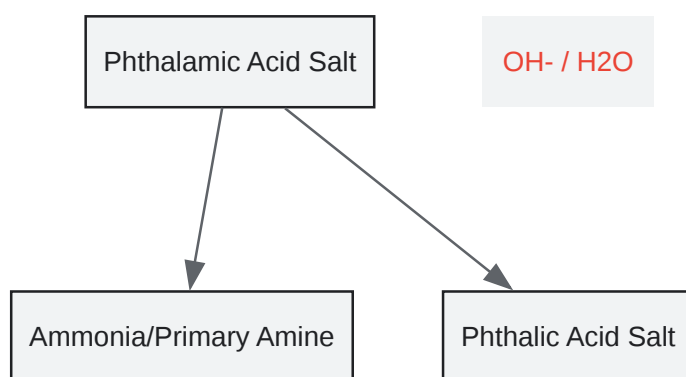 Phthalamic Acid Salt
OH- / H2O
Ammonia/Primary Amine
Phthalic Acid Salt